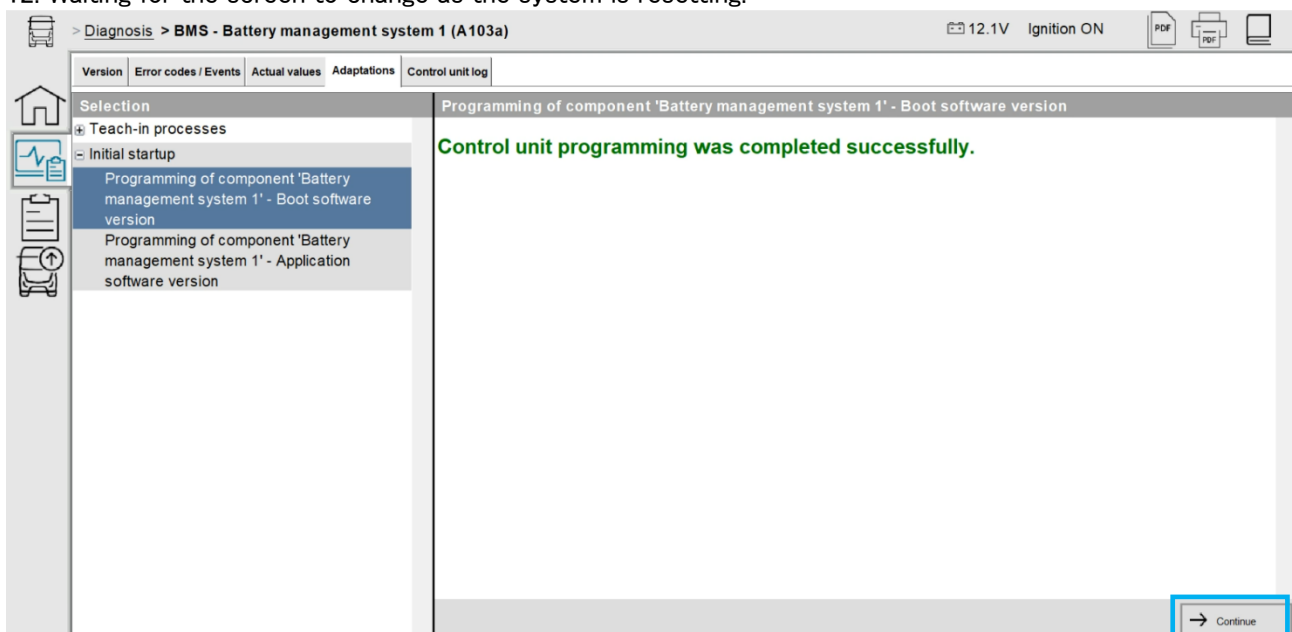 12. Waiting for the screen to change as the system is resetting.
> Diagnosis > BMS - Battery management system 1 (A103a)
12.1V Ignition ON
PDF
PDF
Version Error codes / Events Actual values Adaptations Control unit log
Selection
Programming of component 'Battery management system 1' - Boot software version
Teach-in processes
Initial startup
Programming of component 'Battery
management system 1' - Boot software
version
Programming of component 'Battery
management system 1' - Application
software version
Control unit programming was completed successfully.
Continue